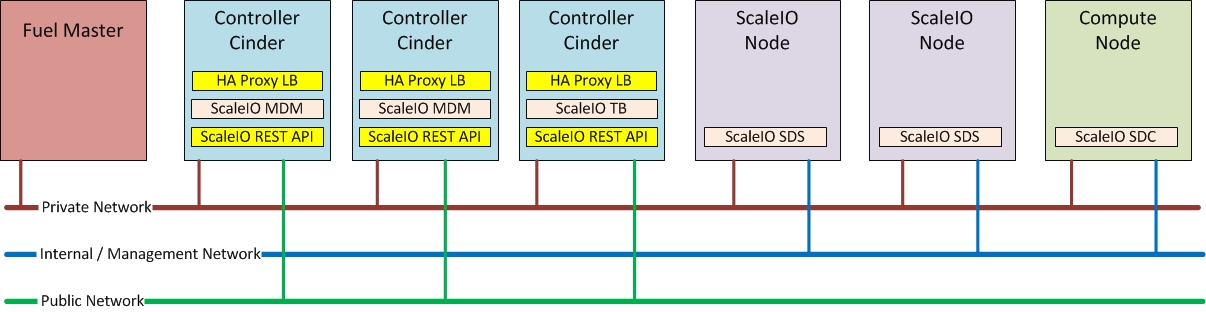 Fuel Master
Controller
Cinder
HA Proxy LB
ScaleIO MDM
ScaleIO REST API
Controller
Cinder
HA Proxy LB
ScaleIO MDM
ScaleIO REST API
Controller
Cinder
HA Proxy LB
ScaleIO TB
ScaleIO REST API
ScaleIO
Node
ScaleIO SDS
ScaleIO
Node
ScaleIO SDS
Compute
Node
ScaleIO SDC
Private Network
Internal / Management Network
Public Network